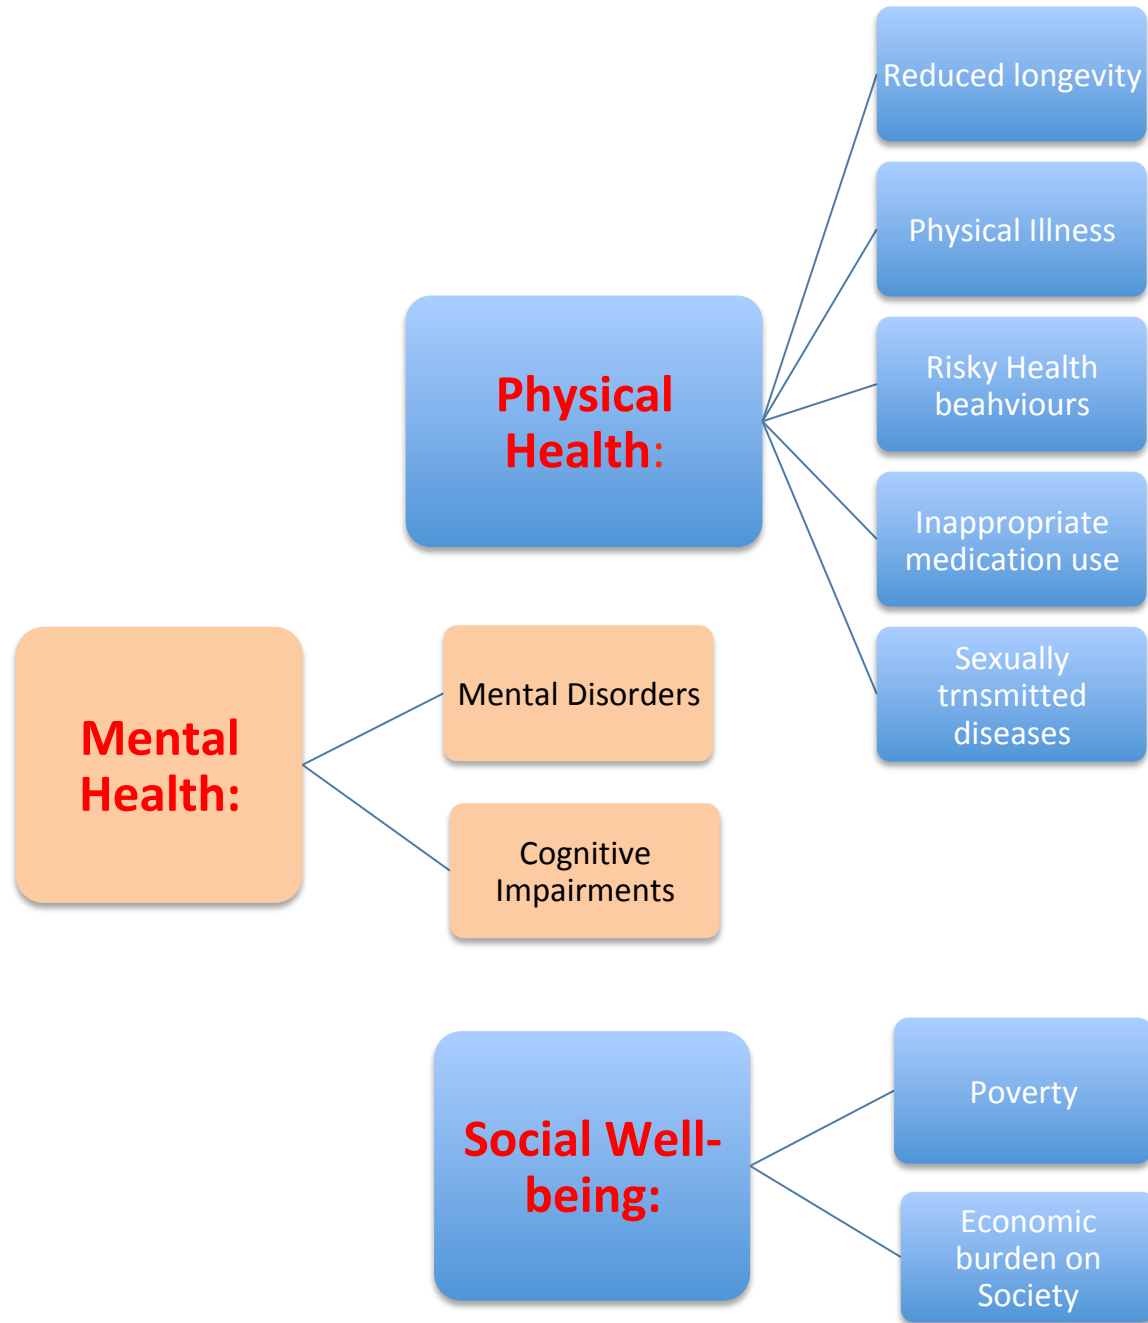 Reduced longevity
Physical Illness
Risky Health
beahviours
Physical
Health:
Inappropriate
medication use
Sexually
trnsmitted
diseases
Mental
Health:
Mental Disorders
Cognitive
Impairments
Social Well-
being:
Poverty
Economic
burden on
Society